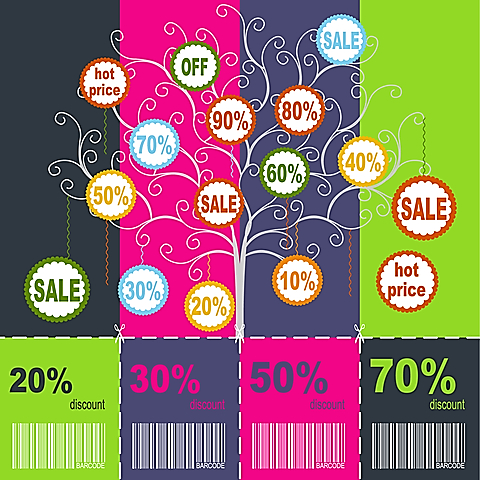 SALE
OFF
hot
price
90%
80%
70%
40%
60%
50%
SALE
SALE
hot
price
10%
SALE
30%
20%
20%
discount
BARCODE
30%
discount
BARCODE
50%
discount
BARCODE
70%
discount
BARCODE